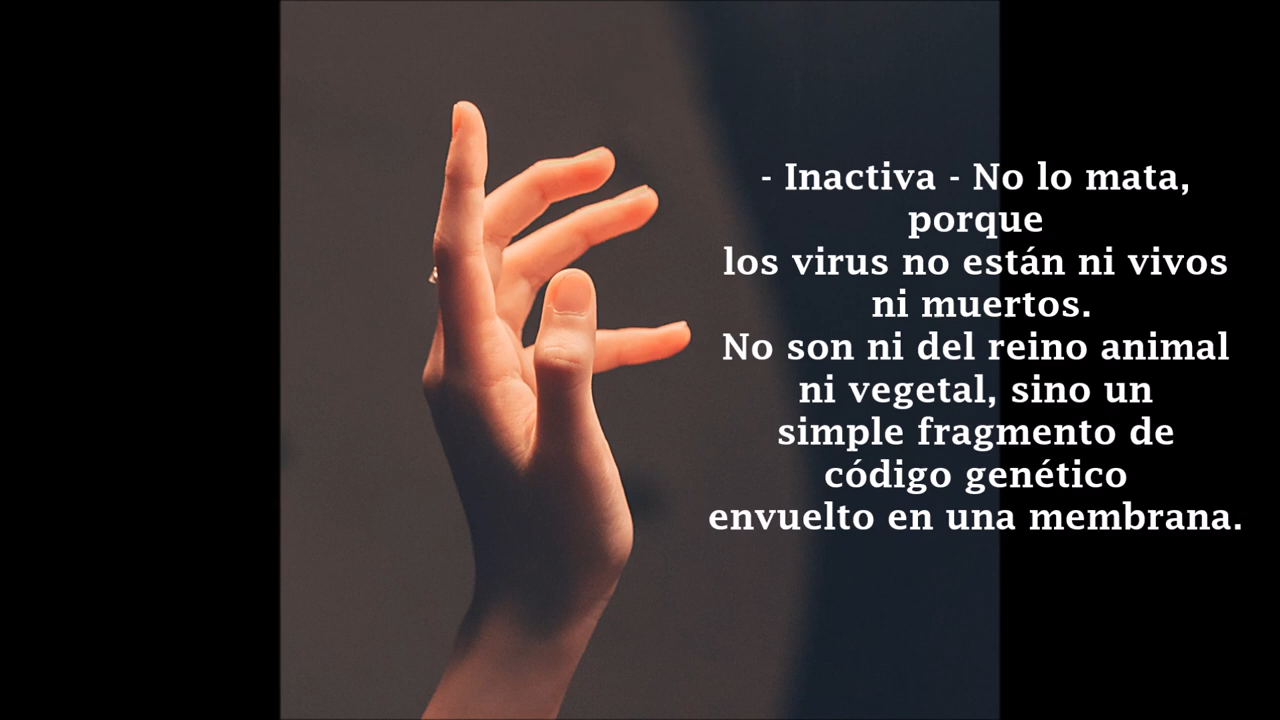 - Inactiva - No lo mata,
porque
los virus no están ni vivos
ni muertos.
No son ni del reino animal
ni vegetal, sino un
simple fragmento de
código genético
envuelto en una membrana.